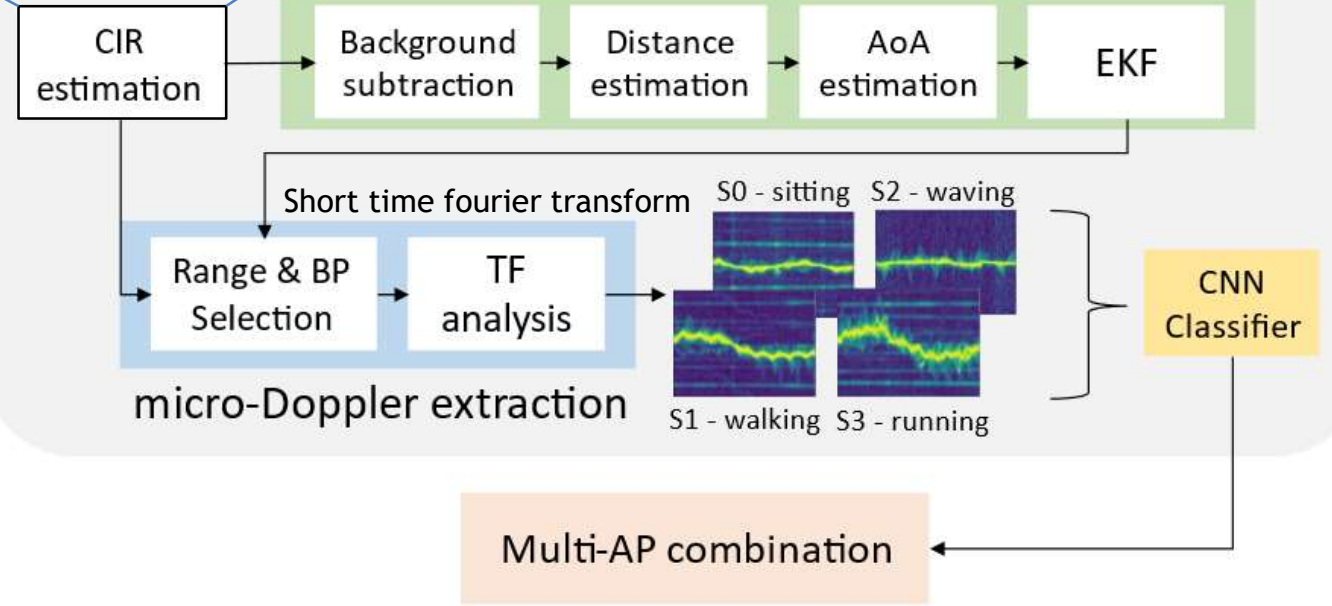 CIR
estimation
Background
subtraction
Distance
estimation
AoA
estimation
EKF
Short time fourier transform
S0 - sitting
S2 - waving
Range & BP
Selection
TF
analysis
CNN
Classifier
micro-Doppler extraction
S1 - walking
S3 - running
Multi-AP combination